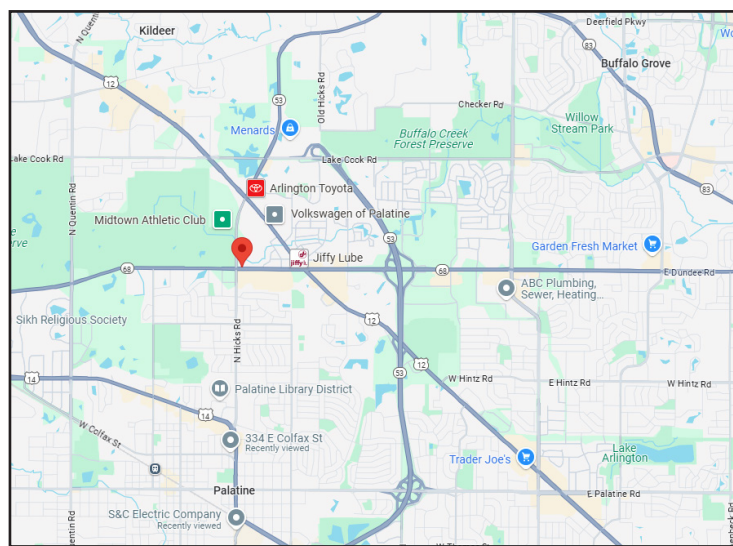 Kildeer
Deerfield Pkwy
N Quentin Rd
12
83
Buffalo Grove
53
Old Hicks Rd
Checker Rd
Menards
Willow
Stream Park
Buffalo Creek
Forest Preserve
Lake Cook Rd
Lake Cook Rd
Arlington Toyota
83
N Quentin Rd
Midtown Athletic Club
Volkswagen of Palatine
53
Garden Fresh Market
Jiffy Lube
68
68
E Dundee Rd
ABC Plumbing,
Sewer, Heating...
Sikh Religious Society
12
N Hicks Rd
12
14
53
W Hintz Rd
E Hintz Rd
W Hintz Rd
Palatine Library District
14
W Colfax St
334 E Colfax St
Recently viewed
Lake
Arlington
Trader Joe's
Palatine
E Palatine Rd
S&C Electric Company
Recently viewed